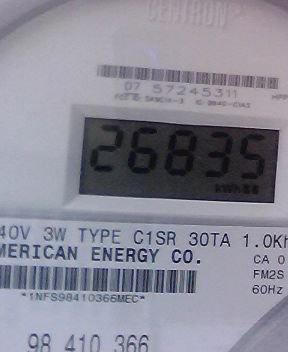 CENTRON
07 57245311
26835
kWh
40V 3W TYPE C1SR 30TA 1.0Kh
MERICAN ENERGY CO.
CA 0
FM2S
60Hz
*1NFS98410366MEC*
98 410 366